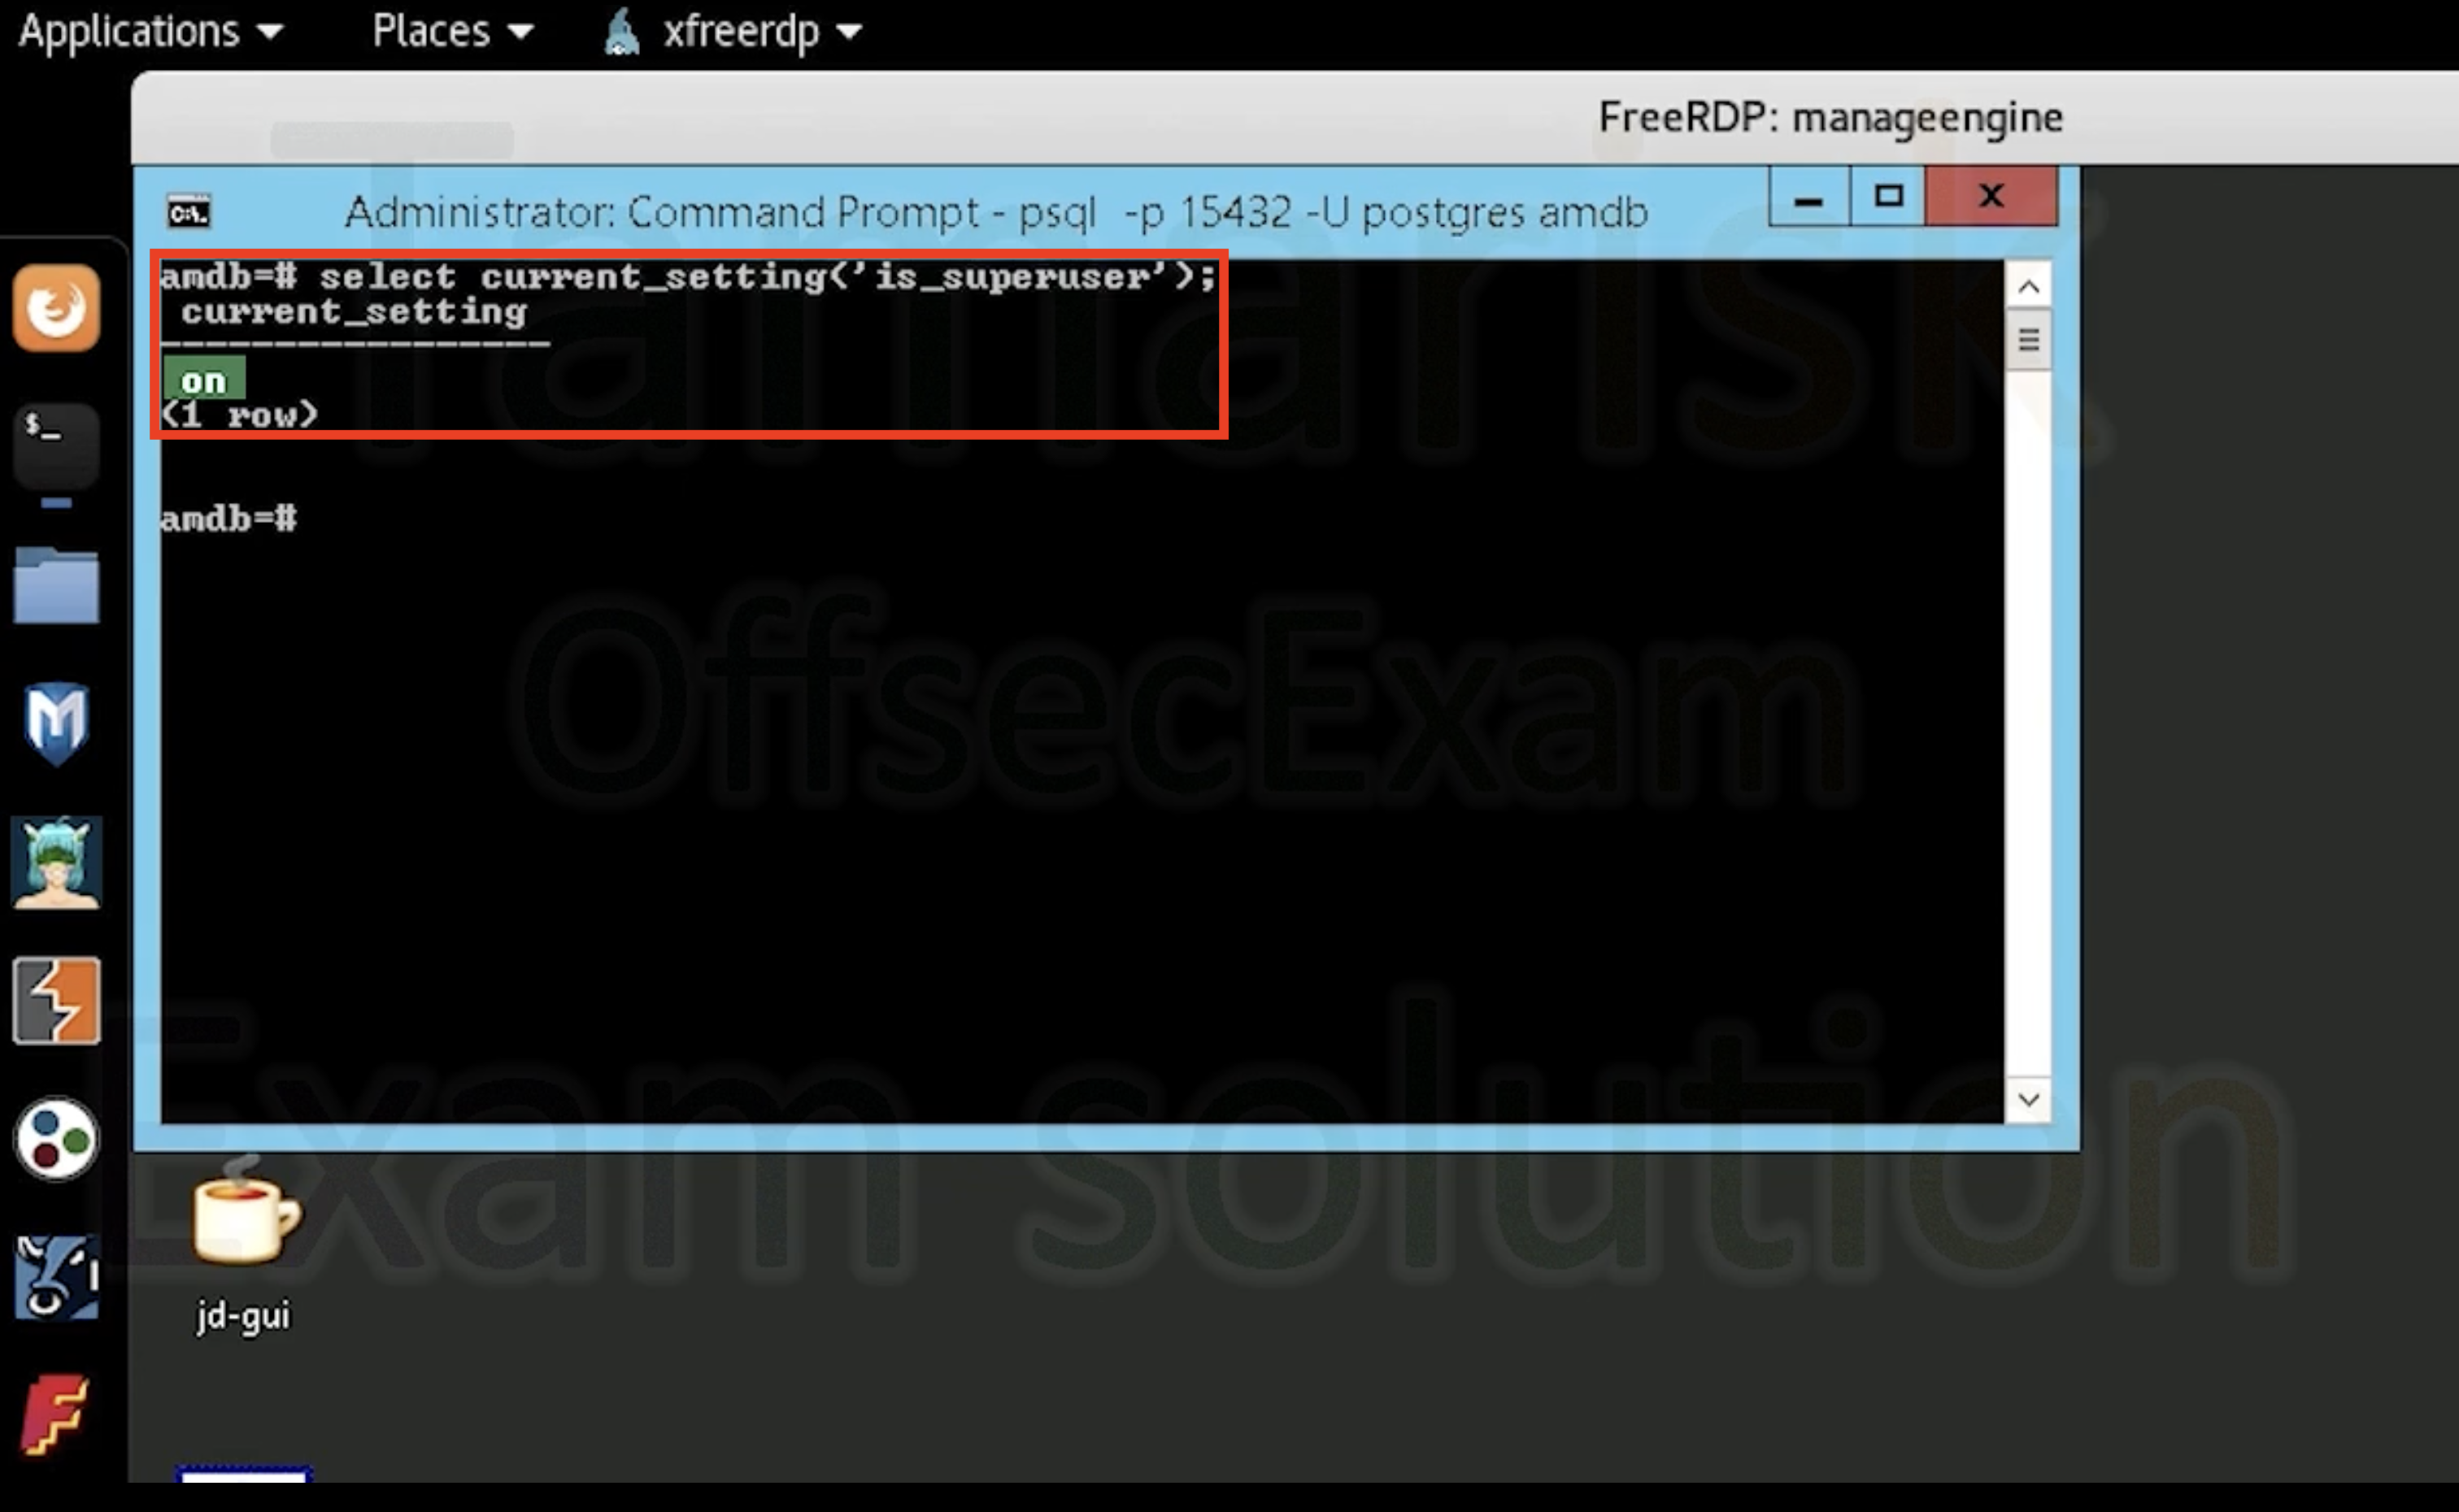 Applications Places xfreerdp
FreeRDP: manageengine
Administrator: Command Prompt - psql  -p 15432 -U postgres amdb
amdb=# select current_setting('is_superuser');
current_setting
-----------------
on
(1 row)
amdb=#
Tamarisk
OffsecExam
Exam solution
jd-gui